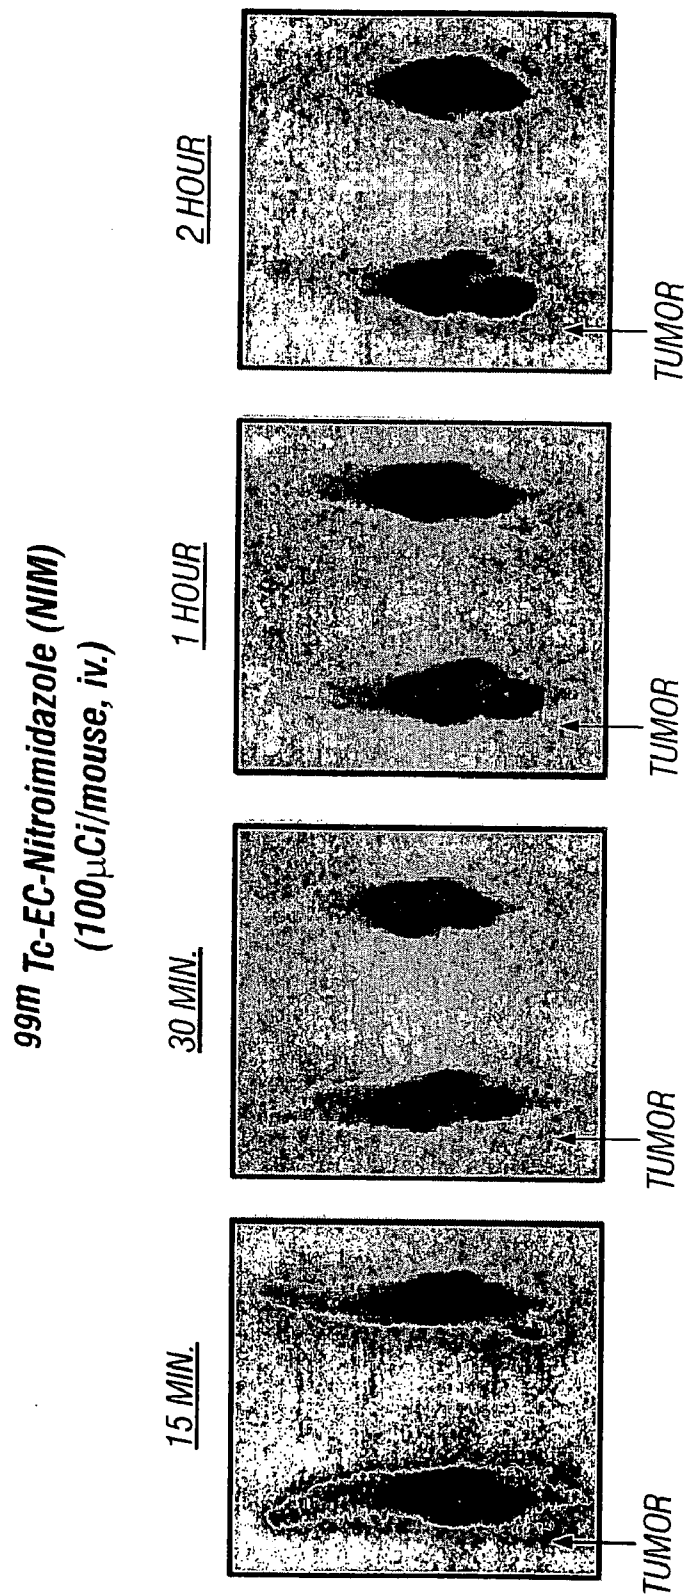 99m Tc-EC-Nitroimidazole (NIM)
(100µCi/mouse, iv.)
15 MIN.
30 MIN.
1 HOUR
2 HOUR
TUMOR
TUMOR
TUMOR
TUMOR